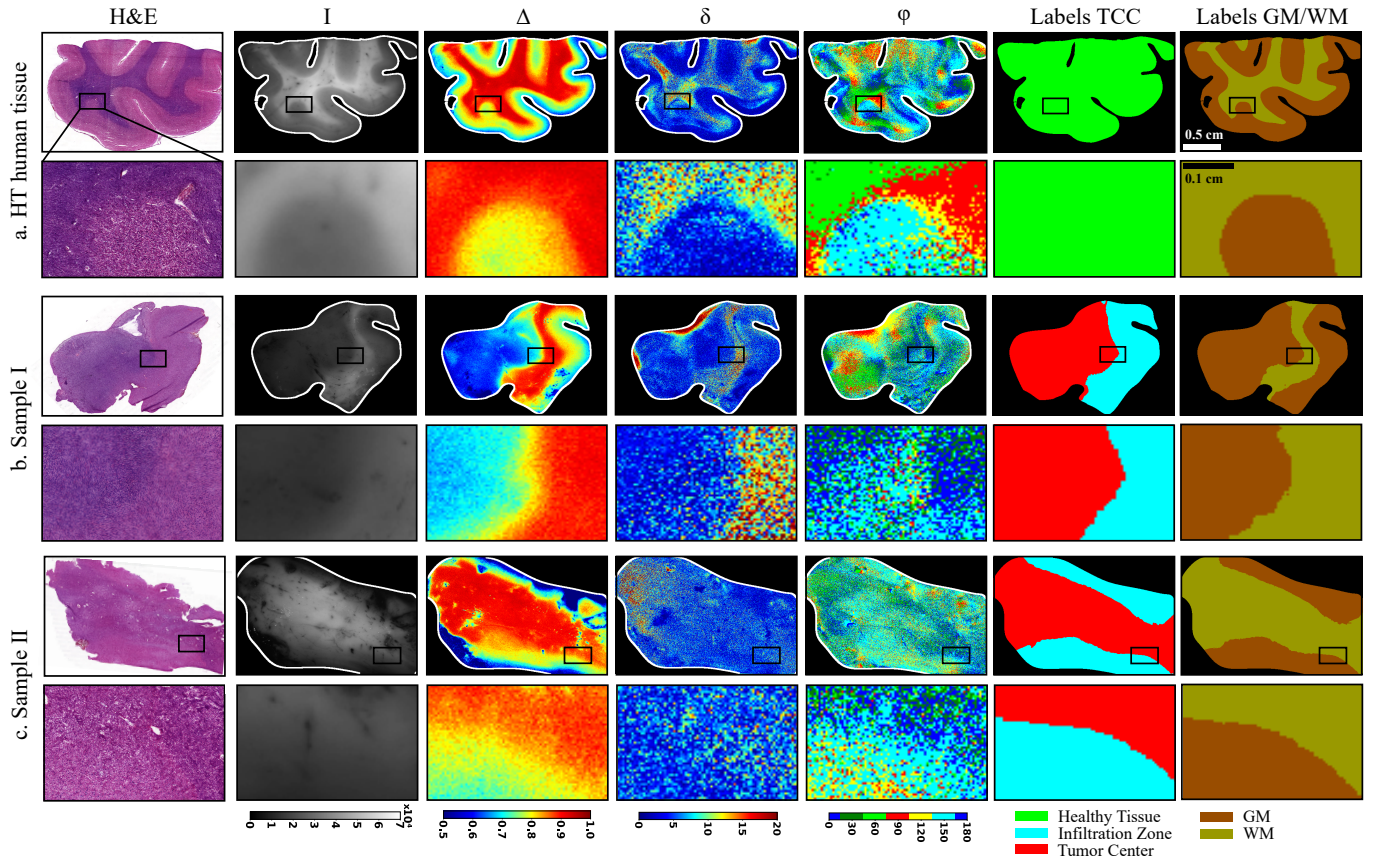 H&E I Δ δ φ Labels TCC Labels GM/WM
a. HT human tissue
0.5 cm
0.1 cm
b. Sample I
c. Sample II
0 1 2 3 4 5 6 7 x10⁴
0.5 0.6 0.7 0.8 0.9 1.0
0 5 10 15 20
0 30 60 90 120 150 180
Healthy Tissue
Infiltration Zone
Tumor Center
GM
WM